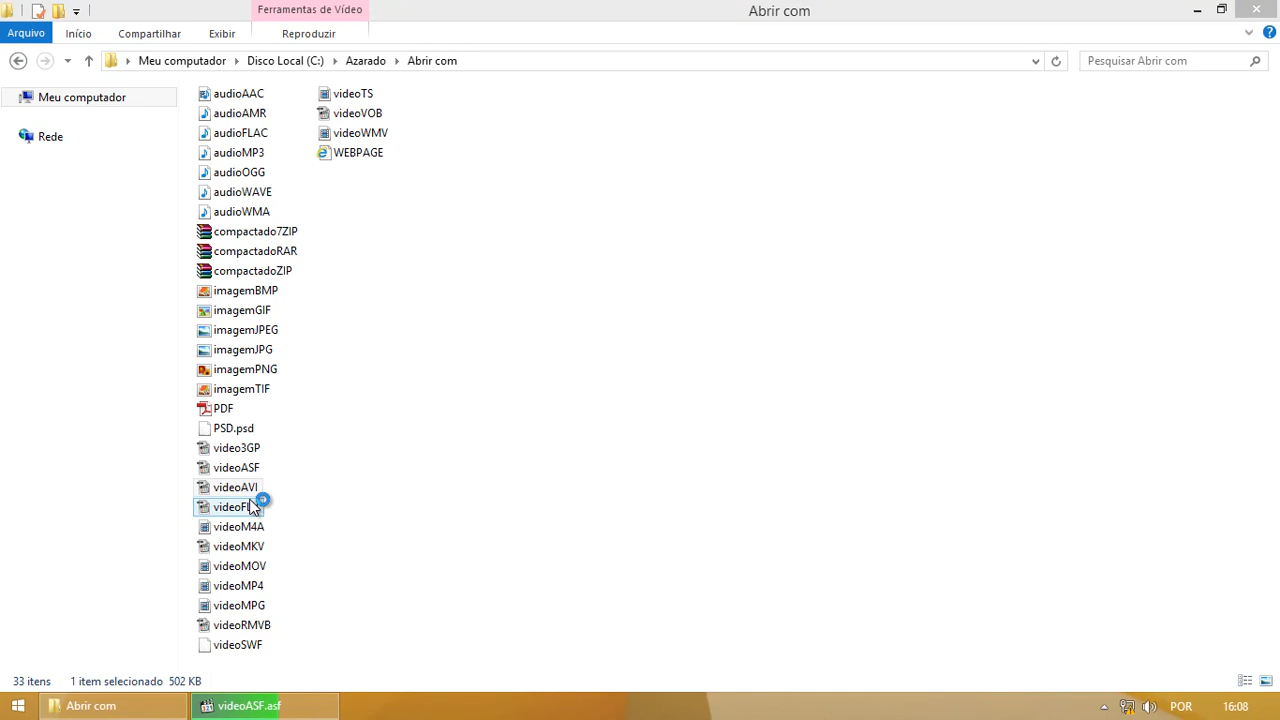 Ferramentas de Vídeo
Abrir com
Arquivo
Início
Compartilhar
Exibir
Reproduzir
Meu computador
Disco Local (C:)
Azarado
Abrir com
Pesquisar Abrir com
Meu computador
Rede
audioAAC
audioAMR
audioFLAC
audioMP3
audioOGG
audioWAVE
audioWMA
compactado7ZIP
compactadoRAR
compactadoZIP
imagemBMP
imagemGIF
imagemJPEG
imagemJPG
imagemPNG
imagemTIF
PDF
PSD.psd
video3GP
videoASF
videoAVI
videoM4A
videoMKV
videoMOV
videoMP4
videoMPG
videoRMVB
videoSWF
videoTS
videoVOB
videoWMV
WEBPAGE
33 itens
1 item selecionado 502 KB
Abrir com
videoASF.asf
POR
16:08